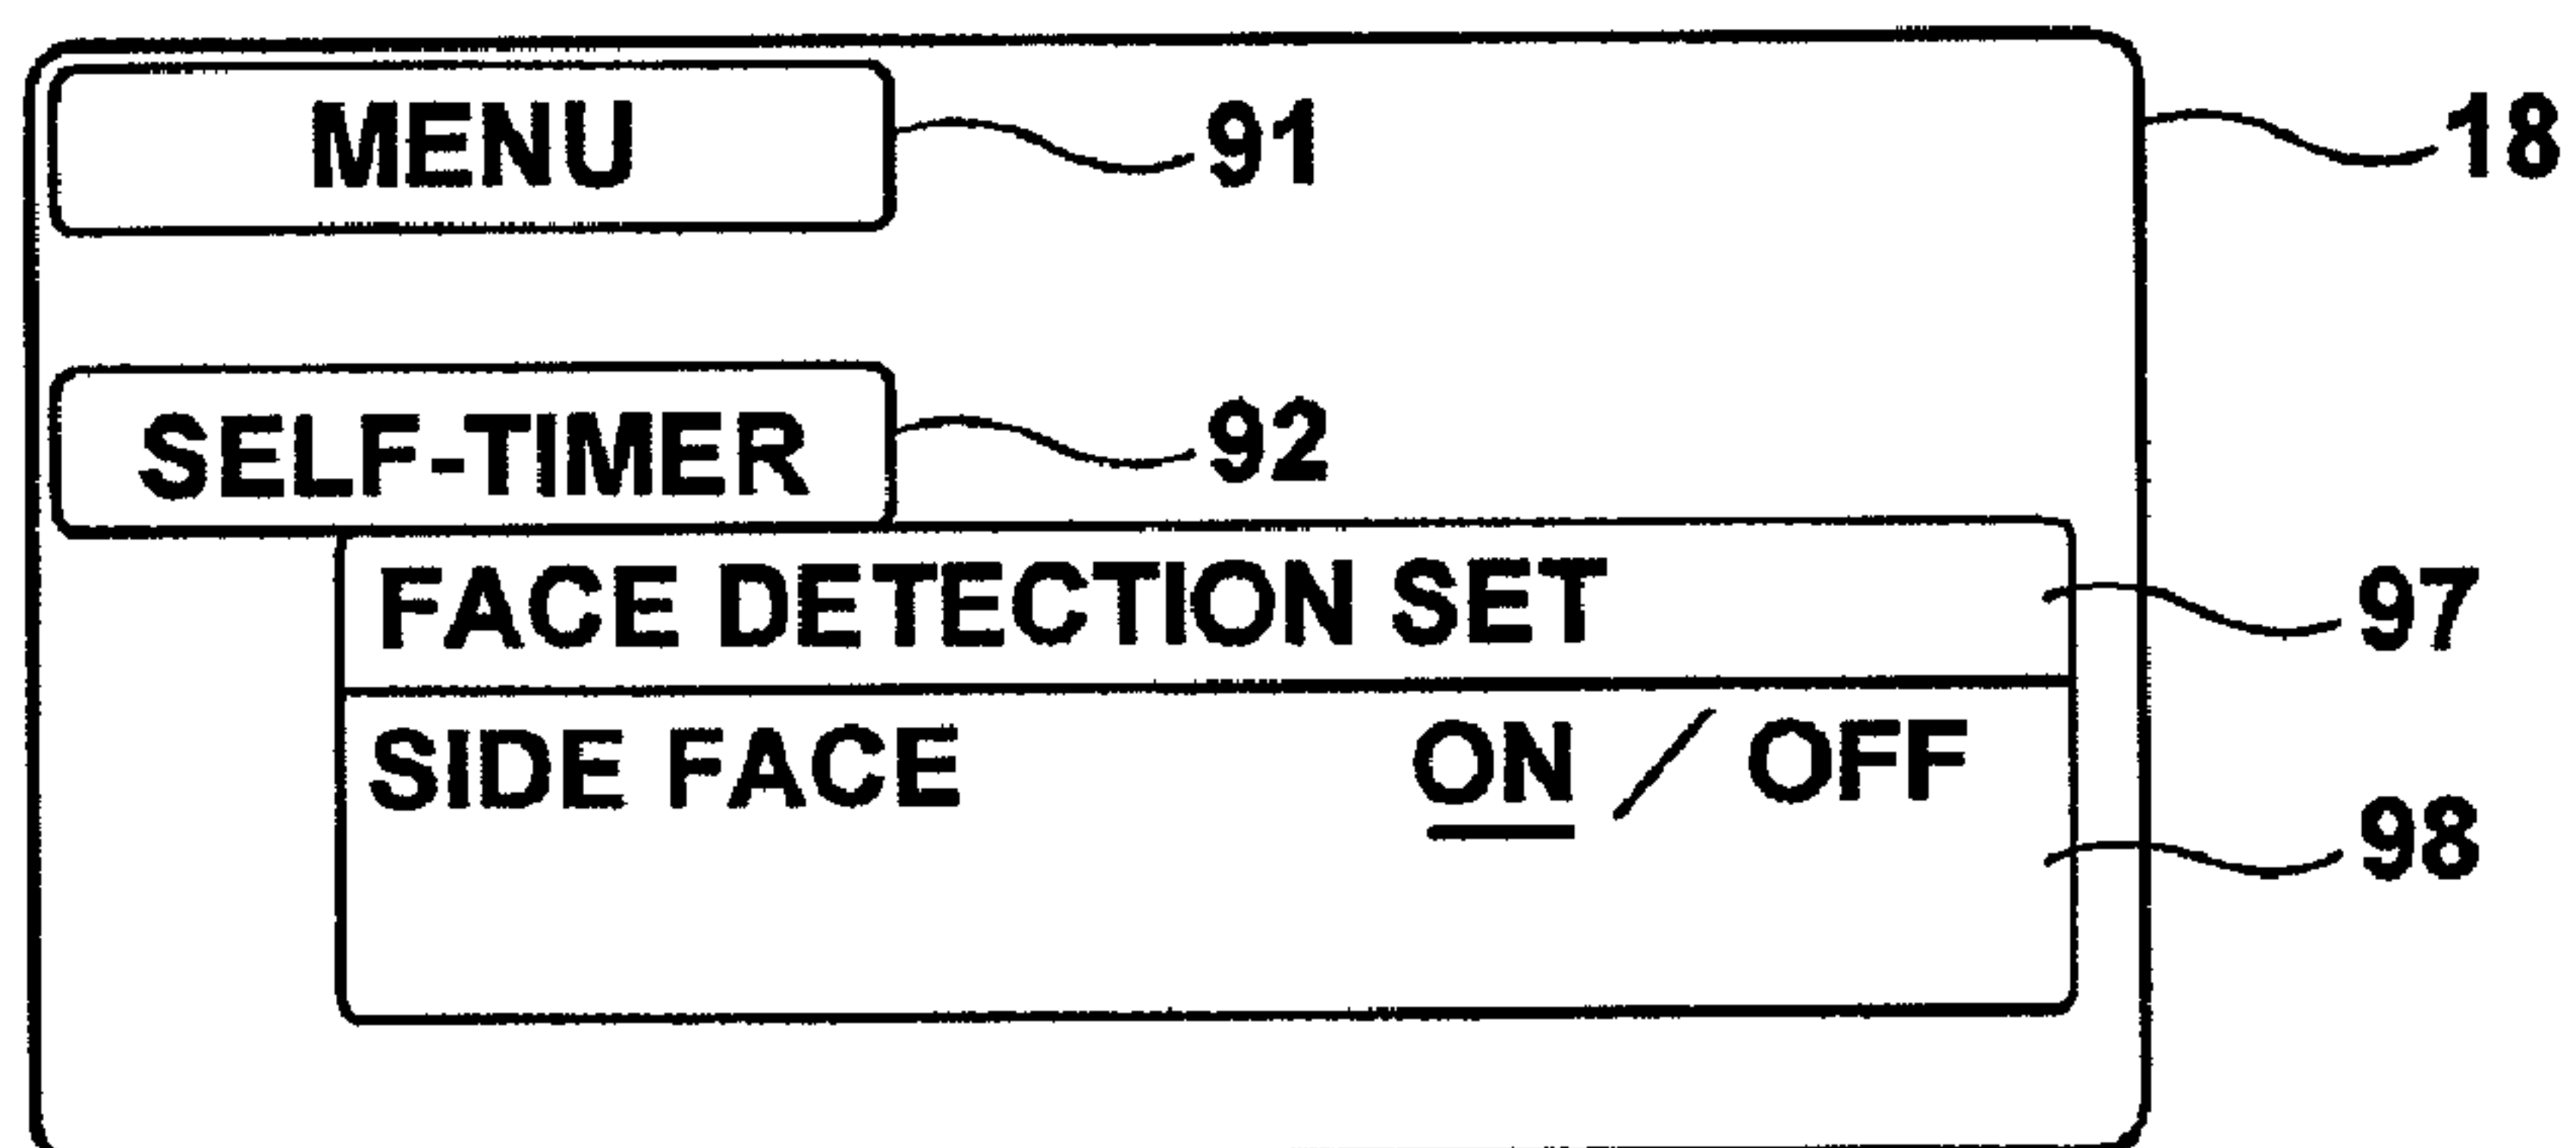 MENU 91 18
SELF-TIMER 92
FACE DETECTION SET 97
SIDE FACE ON / OFF
98